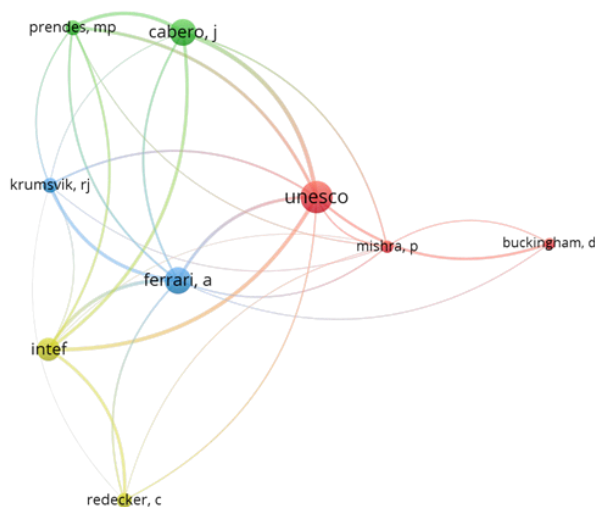 prendes, mp
cabero, j
krumsvik, rj
unesco
mishra, p
buckingham, d
ferrari, a
intef
redecker, c